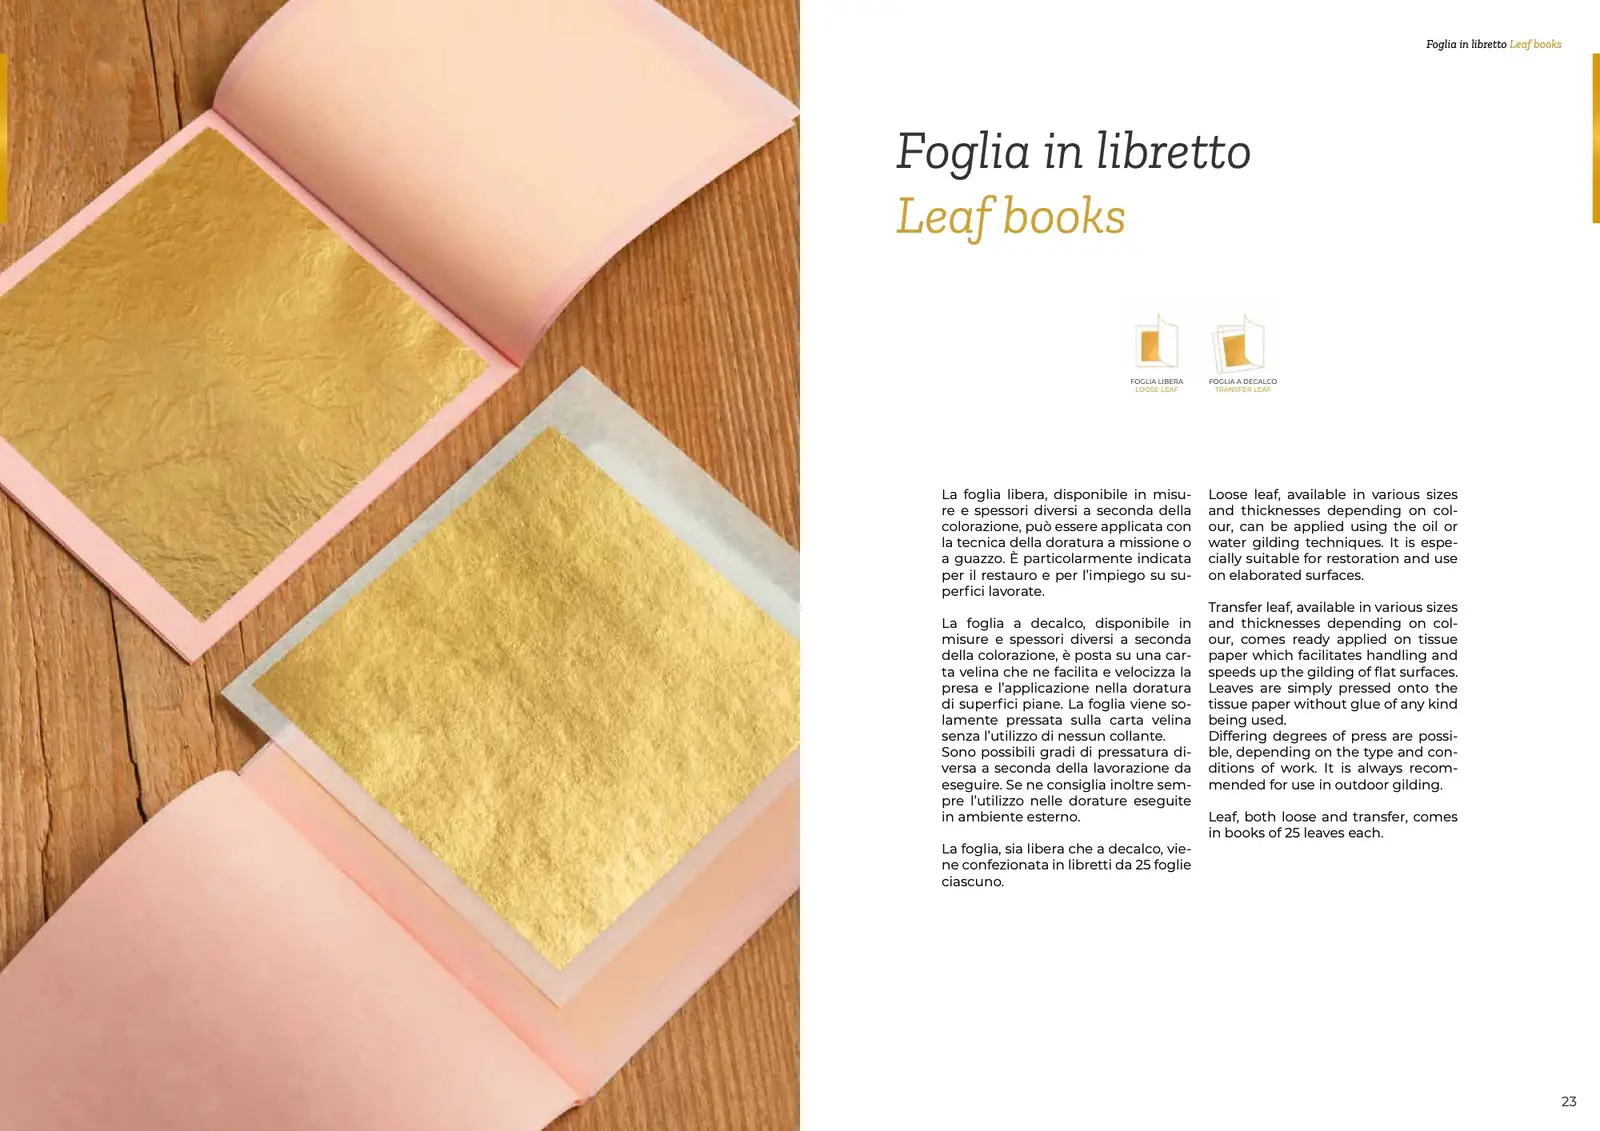 Foglia in libretto Leaf books
Foglia in libretto
Leaf books
FOGLIA LIBERA
LOOSE LEAF
FOGLIA A DECALCO
TRANSFER LEAF
La foglia libera, disponibile in misu-
re e spessori diversi a seconda della
colorazione, può essere applicata con
la tecnica della doratura a missione o
a guazzo. È particolarmente indicata
per il restauro e per l'impiego su su-
perfici lavorate.
La foglia a decalco, disponibile in
misure e spessori diversi a seconda
della colorazione, è posta su una car-
ta velina che ne facilita e velocizza la
presa e l'applicazione nella doratura
di superfici piane. La foglia viene so-
lamente pressata sulla carta velina
senza l'utilizzo di nessun collante.
Sono possibili gradi di pressatura di-
versa a seconda della lavorazione da
eseguire. Se ne consiglia inoltre sem-
pre l'utilizzo nelle dorature eseguite
in ambiente esterno.
La foglia, sia libera che a decalco, vie-
ne confezionata in libretti da 25 foglie
ciascuno.
Loose leaf, available in various sizes
and thicknesses depending on col-
our, can be applied using the oil or
water gilding techniques. It is espe-
cially suitable for restoration and use
on elaborated surfaces.
Transfer leaf, available in various sizes
and thicknesses depending on col-
our, comes ready applied on tissue
paper which facilitates handling and
speeds up the gilding of flat surfaces.
Leaves are simply pressed onto the
tissue paper without glue of any kind
being used.
Differing degrees of press are possi-
ble, depending on the type and con-
ditions of work. It is always recom-
mended for use in outdoor gilding.
Leaf, both loose and transfer, comes
in books of 25 leaves each.
23